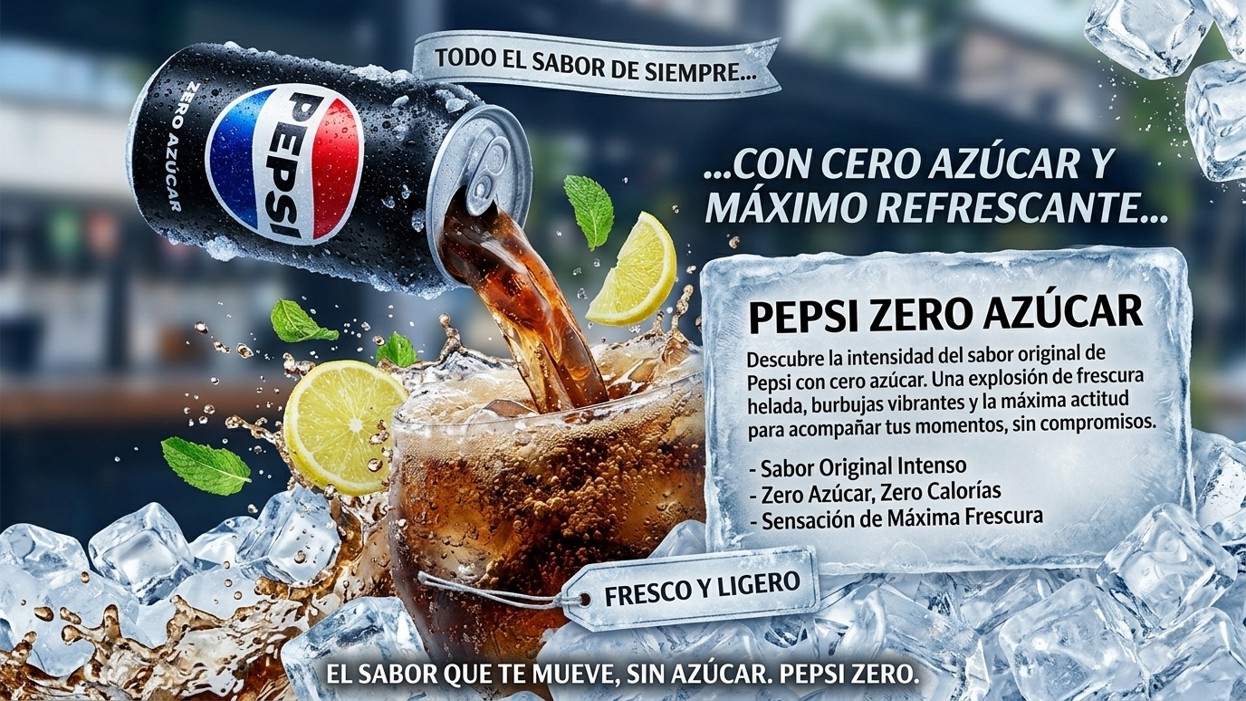 TODO EL SABOR DE SIEMPRE...
ZERO AZÚCAR
PEPSI
...CON CERO AZÚCAR Y
MÁXIMO REFRESCANTE...
PEPSI ZERO AZÚCAR
Descubre la intensidad del sabor original de
Pepsi con cero azúcar. Una explosión de frescura
helada, burbujas vibrantes y la máxima actitud
para acompañar tus momentos, sin compromisos.
- Sabor Original Intenso
- Zero Azúcar, Zero Calorías
- Sensación de Máxima Frescura
FRESCO Y LIGERO
EL SABOR QUE TE MUEVE, SIN AZÚCAR. PEPSI ZERO.